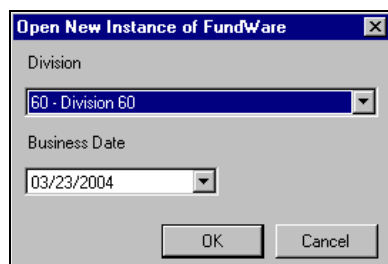 Open New Instance of FundWare
Division
60 - Division 60
Business Date
03/23/2004
OK Cancel